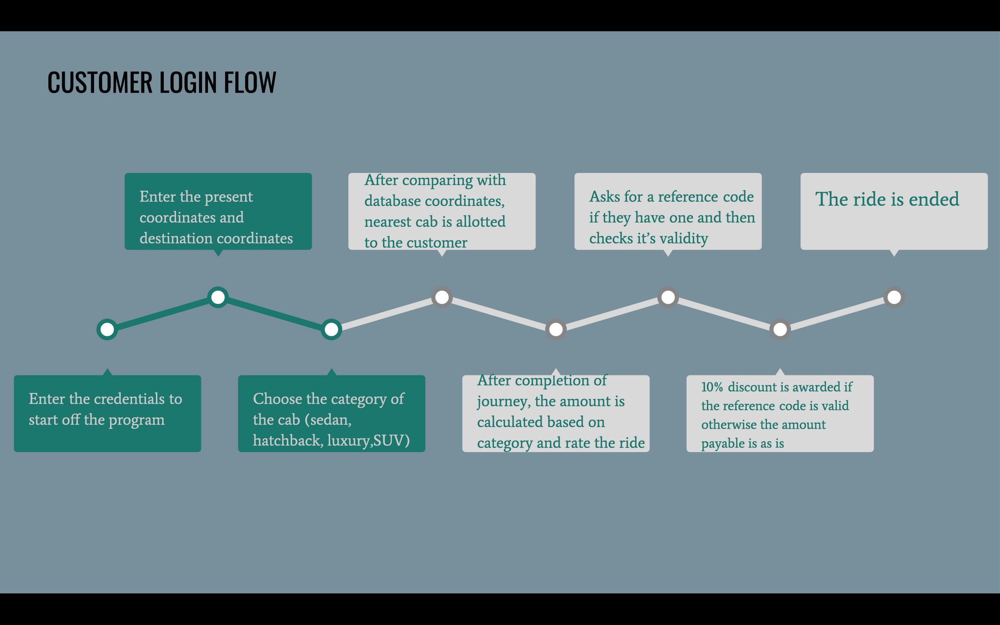 CUSTOMER LOGIN FLOW
Enter the credentials to
start off the program
Enter the present
coordinates and
destination coordinates
Choose the category of
the cab (sedan,
hatchback, luxury,SUV)
After comparing with
database coordinates,
nearest cab is allotted
to the customer
After completion of
journey, the amount is
calculated based on
category and rate the ride
Asks for a reference code
if they have one and then
checks it’s validity
10% discount is awarded if
the reference code is valid
otherwise the amount
payable is as is
The ride is ended